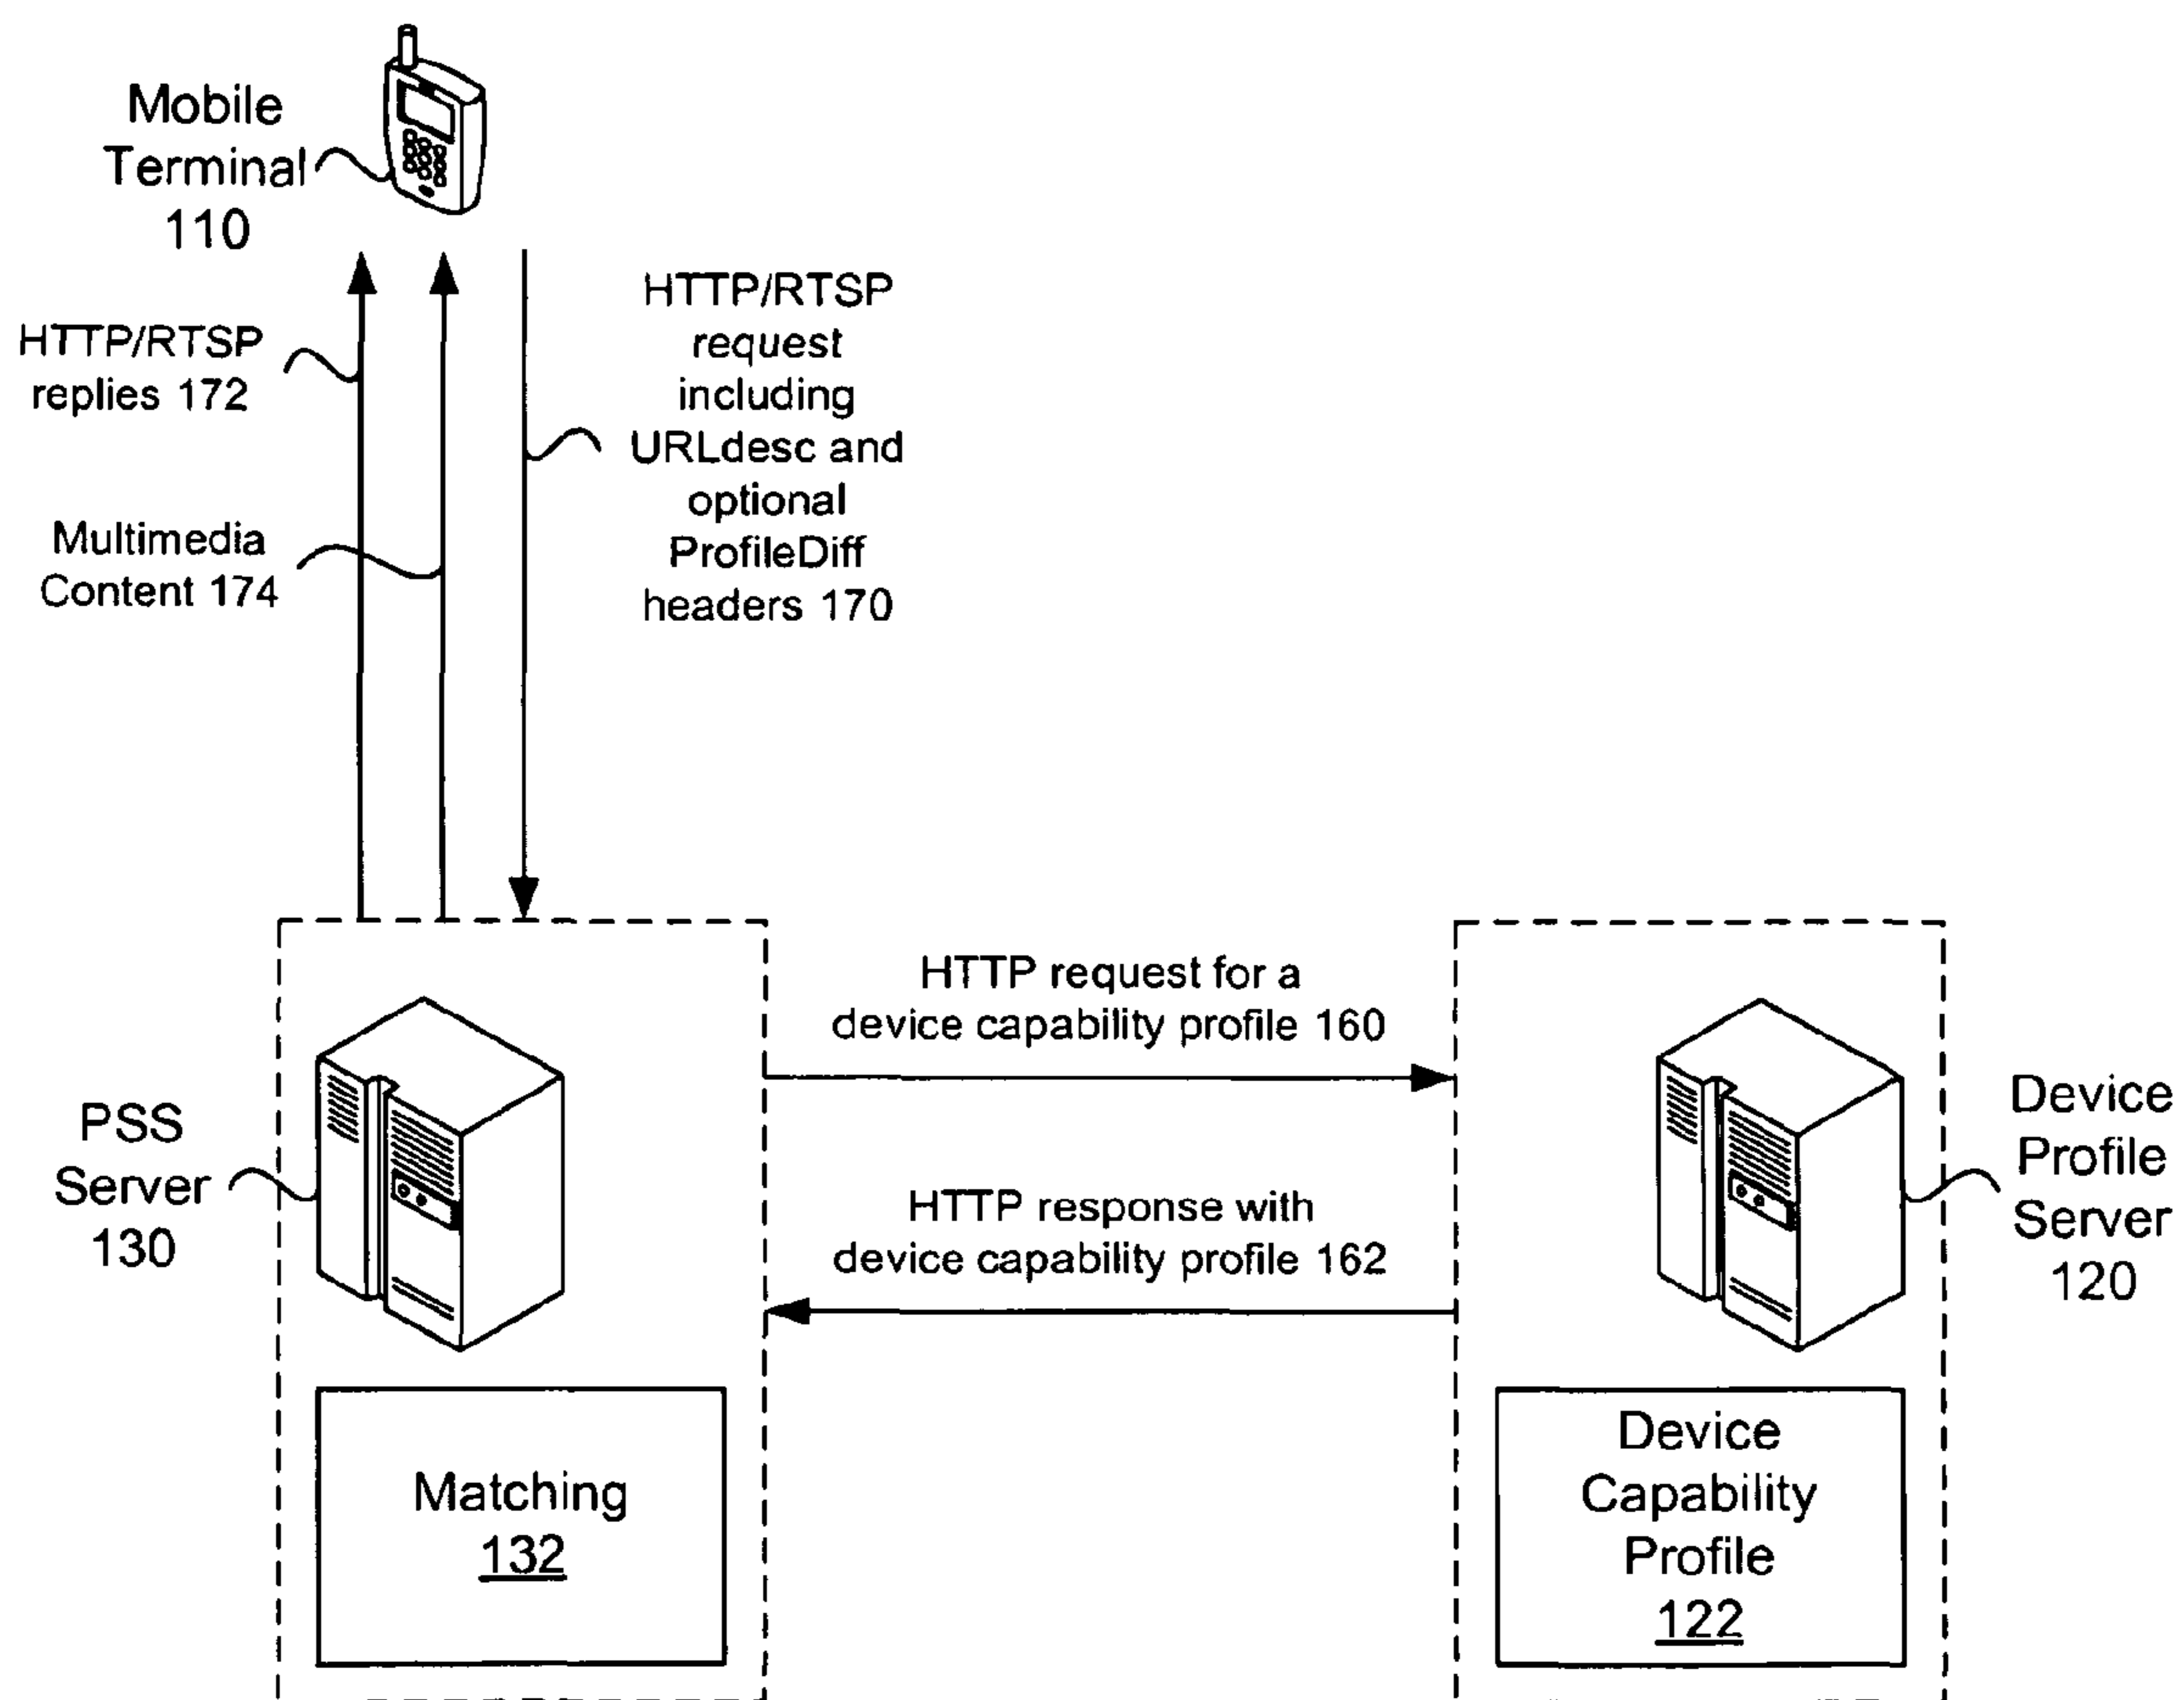 Mobile
Terminal
110
HTTP/RTSP
replies 172
Multimedia
Content 174
HTTP/RTSP
request
including
URLdesc and
optional
ProfileDiff
headers 170
HTTP request for a
device capability profile 160
HTTP response with
device capability profile 162
PSS
Server
130
Device
Profile
Server
120
Matching
132
Device
Capability
Profile
122